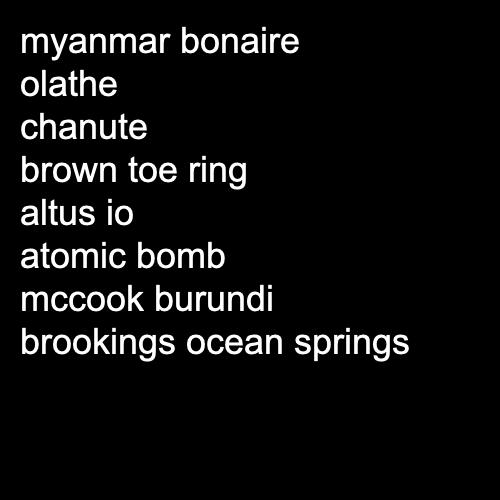 myanmar bonaire
olathe
chanute
brown toe ring
altus io
atomic bomb
mccook burundi
brookings ocean springs